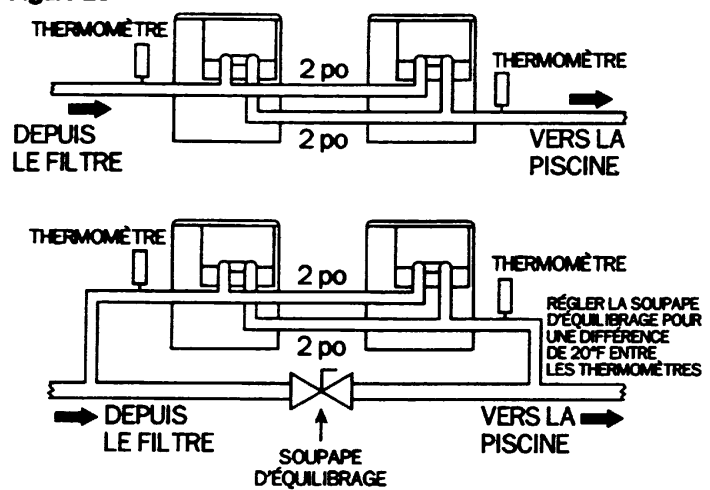 THERMOMÈTRE
2 po
THERMOMÈTRE
DEPUIS
LE FILTRE
2 po
VERS LA
PISCINE
THERMOMÈTRE
2 po
THERMOMÈTRE
RÉGLER LA SOUPAPE
D'ÉQUILIBRAGE POUR
UNE DIFFÉRENCE
DE 20°F ENTRE
LES THERMOMÈTRES
2 po
DEPUIS
LE FILTRE
VERS LA
PISCINE
SOUPAPE
D'ÉQUILIBRAGE